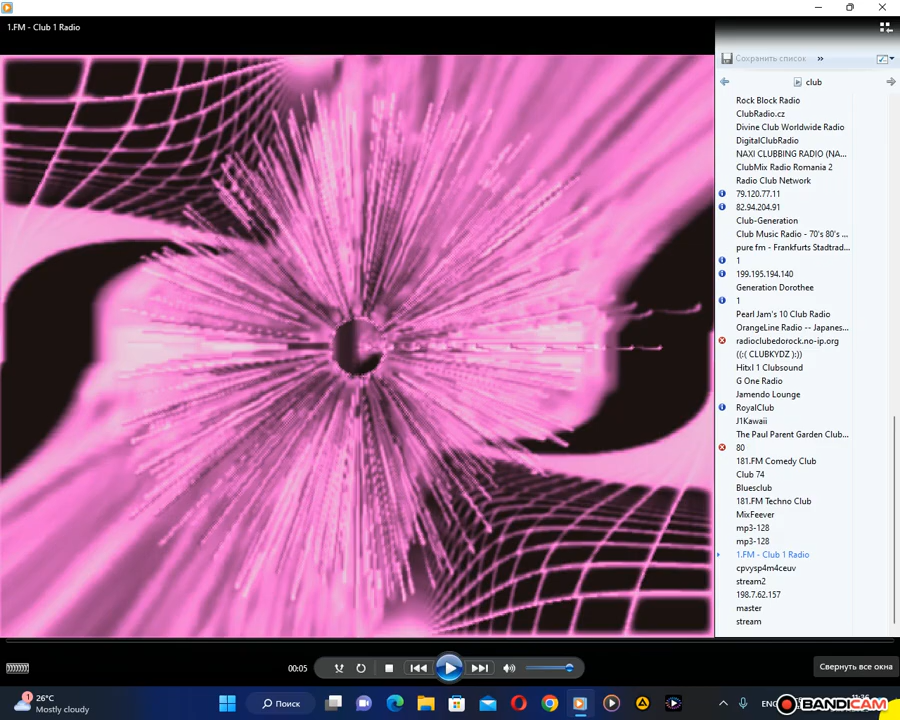 1.FM - Club 1 Radio
Сохранить список
»
club
Rock Block Radio
ClubRadio.cz
Divine Club Worldwide Radio
DigitalClubRadio
NAXI CLUBBING RADIO (NA...
ClubMix Radio Romania 2
Radio Club Network
79.120.77.11
82.94.204.91
Club-Generation
Club Music Radio - 70's 80's ...
pure fm - Frankfurts Stadtrad...
1
199.195.194.140
Generation Dorothee
1
Pearl Jam's 10 Club Radio
OrangeLine Radio -- Japanes...
radioclubedorock.no-ip.org
((:( CLUBKYDZ ):))
Hitxl 1 Clubsound
G One Radio
Jamendo Lounge
RoyalClub
J1Kawaii
The Paul Parent Garden Club...
80
181.FM Comedy Club
Club 74
Bluesclub
181.FM Techno Club
MixFeever
mp3-128
mp3-128
1.FM - Club 1 Radio
cpvysp4m4ceuv
stream2
198.7.62.157
master
stream
00:05
Свернуть все окна
1
26°C
Mostly cloudy
Поиск
ENG
BANDICAM